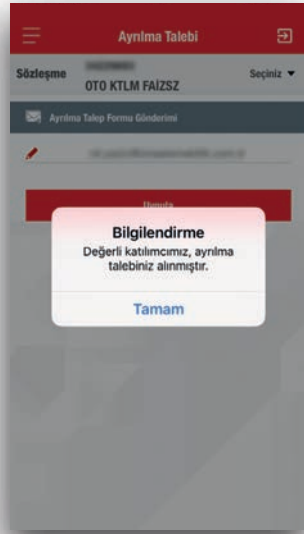 Ayrılma Talebi
Sözleşme
OTO KTLM FAİZSZ
Seçiniz
Ayrılma Talep Formu Gönderimi
Uygula
Bilgilendirme
Değerli katılımcımız, ayrılma
talebiniz alınmıştır.
Tamam